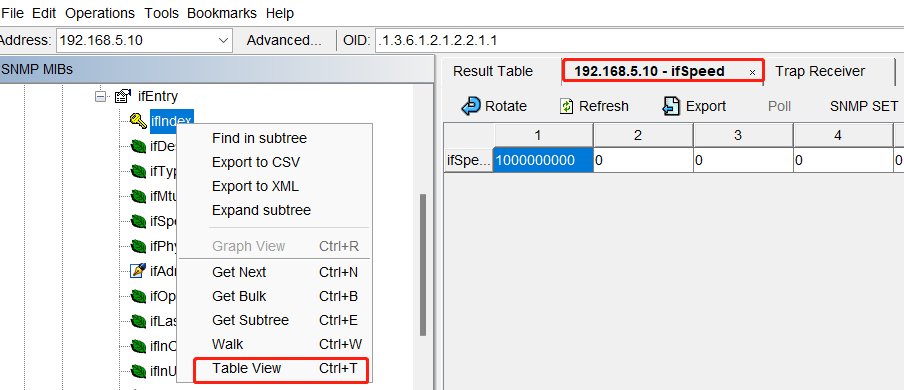 File Edit Operations Tools Bookmarks Help
Address: 192.168.5.10 Advanced... OID: .1.3.6.1.2.1.2.2.1.1
SNMP MIBs
ifEntry
ifIndex
ifDes
ifTyp
ifMtu
ifSpe
ifPhy
ifAdr
ifOp
ifLas
ifInO
ifInU
Find in subtree
Export to CSV
Export to XML
Expand subtree
Graph View Ctrl+R
Get Next Ctrl+N
Get Bulk Ctrl+B
Get Subtree Ctrl+E
Walk Ctrl+W
Table View Ctrl+T
Result Table 192.168.5.10 - ifSpeed × Trap Receiver
Rotate Refresh Export Poll SNMP SET
1 2 3 4
ifSpe... 1000000000 0 0 0 0